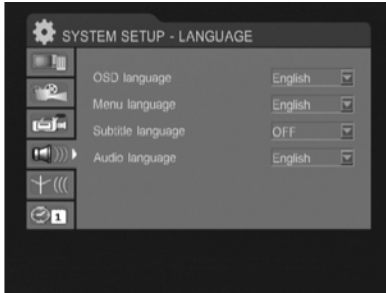 SYSTEM SETUP - LANGUAGE
OSD language English
Menu language English
Subtitle language OFF
Audio language English
1